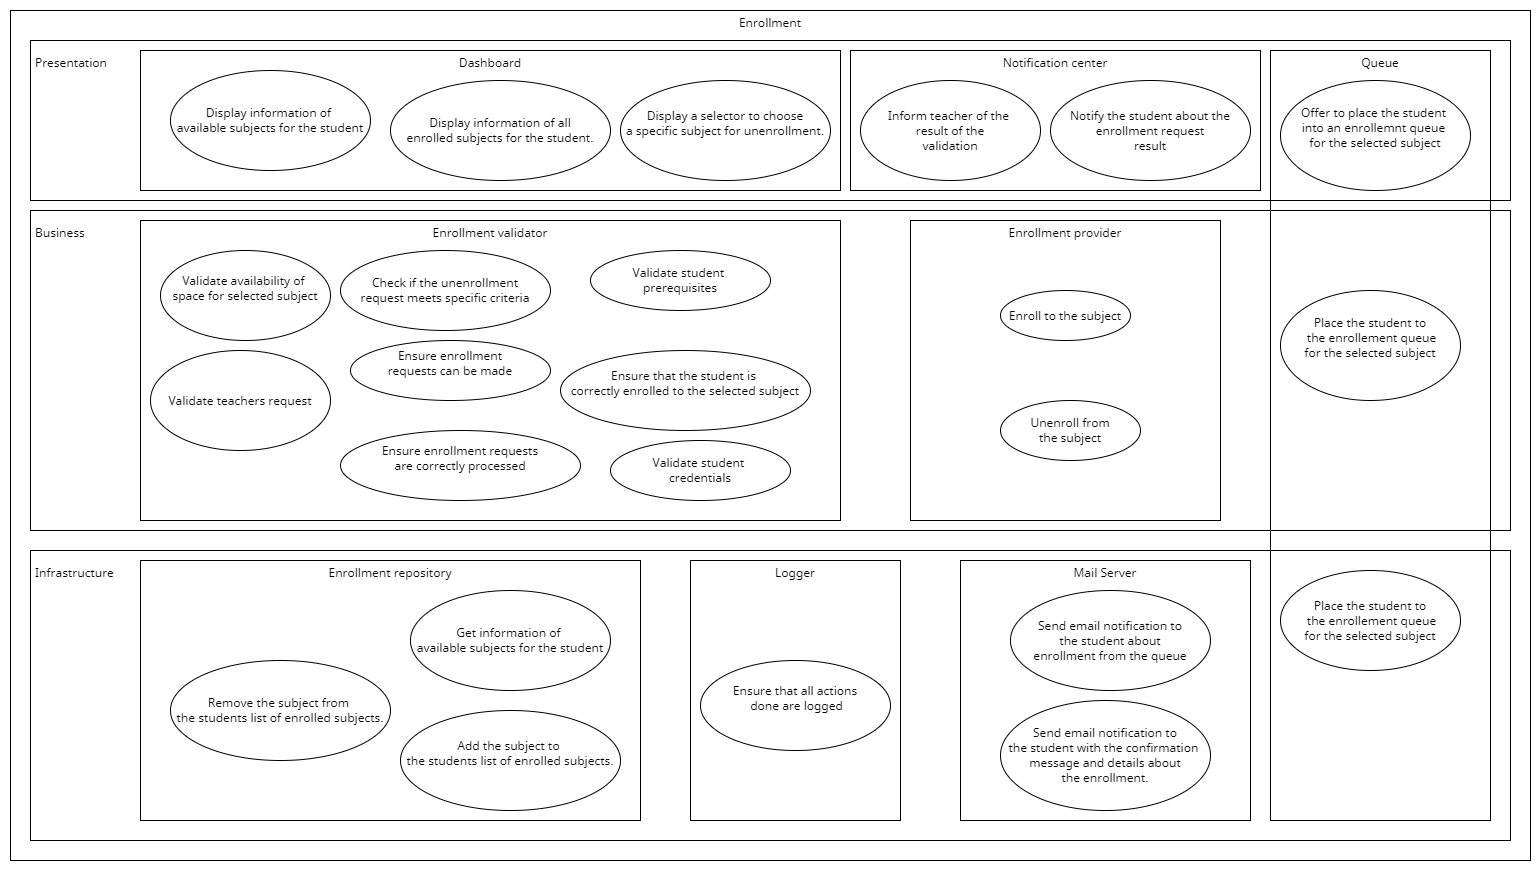 Enrollment
Presentation
Dashboard
Display information of
available subjects for the student
Display information of all
enrolled subjects for the student.
Display a selector to choose
a specific subject for unenrollment.
Notification center
Inform teacher of the
result of the
validation
Notify the student about the
enrollment request
result
Queue
Offer to place the student
into an enrollemnt queue
for the selected subject
Business
Enrollment validator
Validate availability of
space for selected subject
Check if the unenrollment
request meets specific criteria
Validate student
prerequisites
Validate teachers request
Ensure enrollment
requests can be made
Ensure that the student is
correctly enrolled to the selected subject
Ensure enrollment requests
are correctly processed
Validate student
credentials
Enrollment provider
Enroll to the subject
Unenroll from
the subject
Place the student to
the enrollement queue
for the selected subject
Infrastructure
Enrollment repository
Get information of
available subjects for the student
Remove the subject from
the students list of enrolled subjects.
Add the subject to
the students list of enrolled subjects.
Logger
Ensure that all actions
done are logged
Mail Server
Send email notification to
the student about
enrollment from the queue
Send email notification to
the student with the confirmation
message and details about
the enrollment.
Place the student to
the enrollement queue
for the selected subject